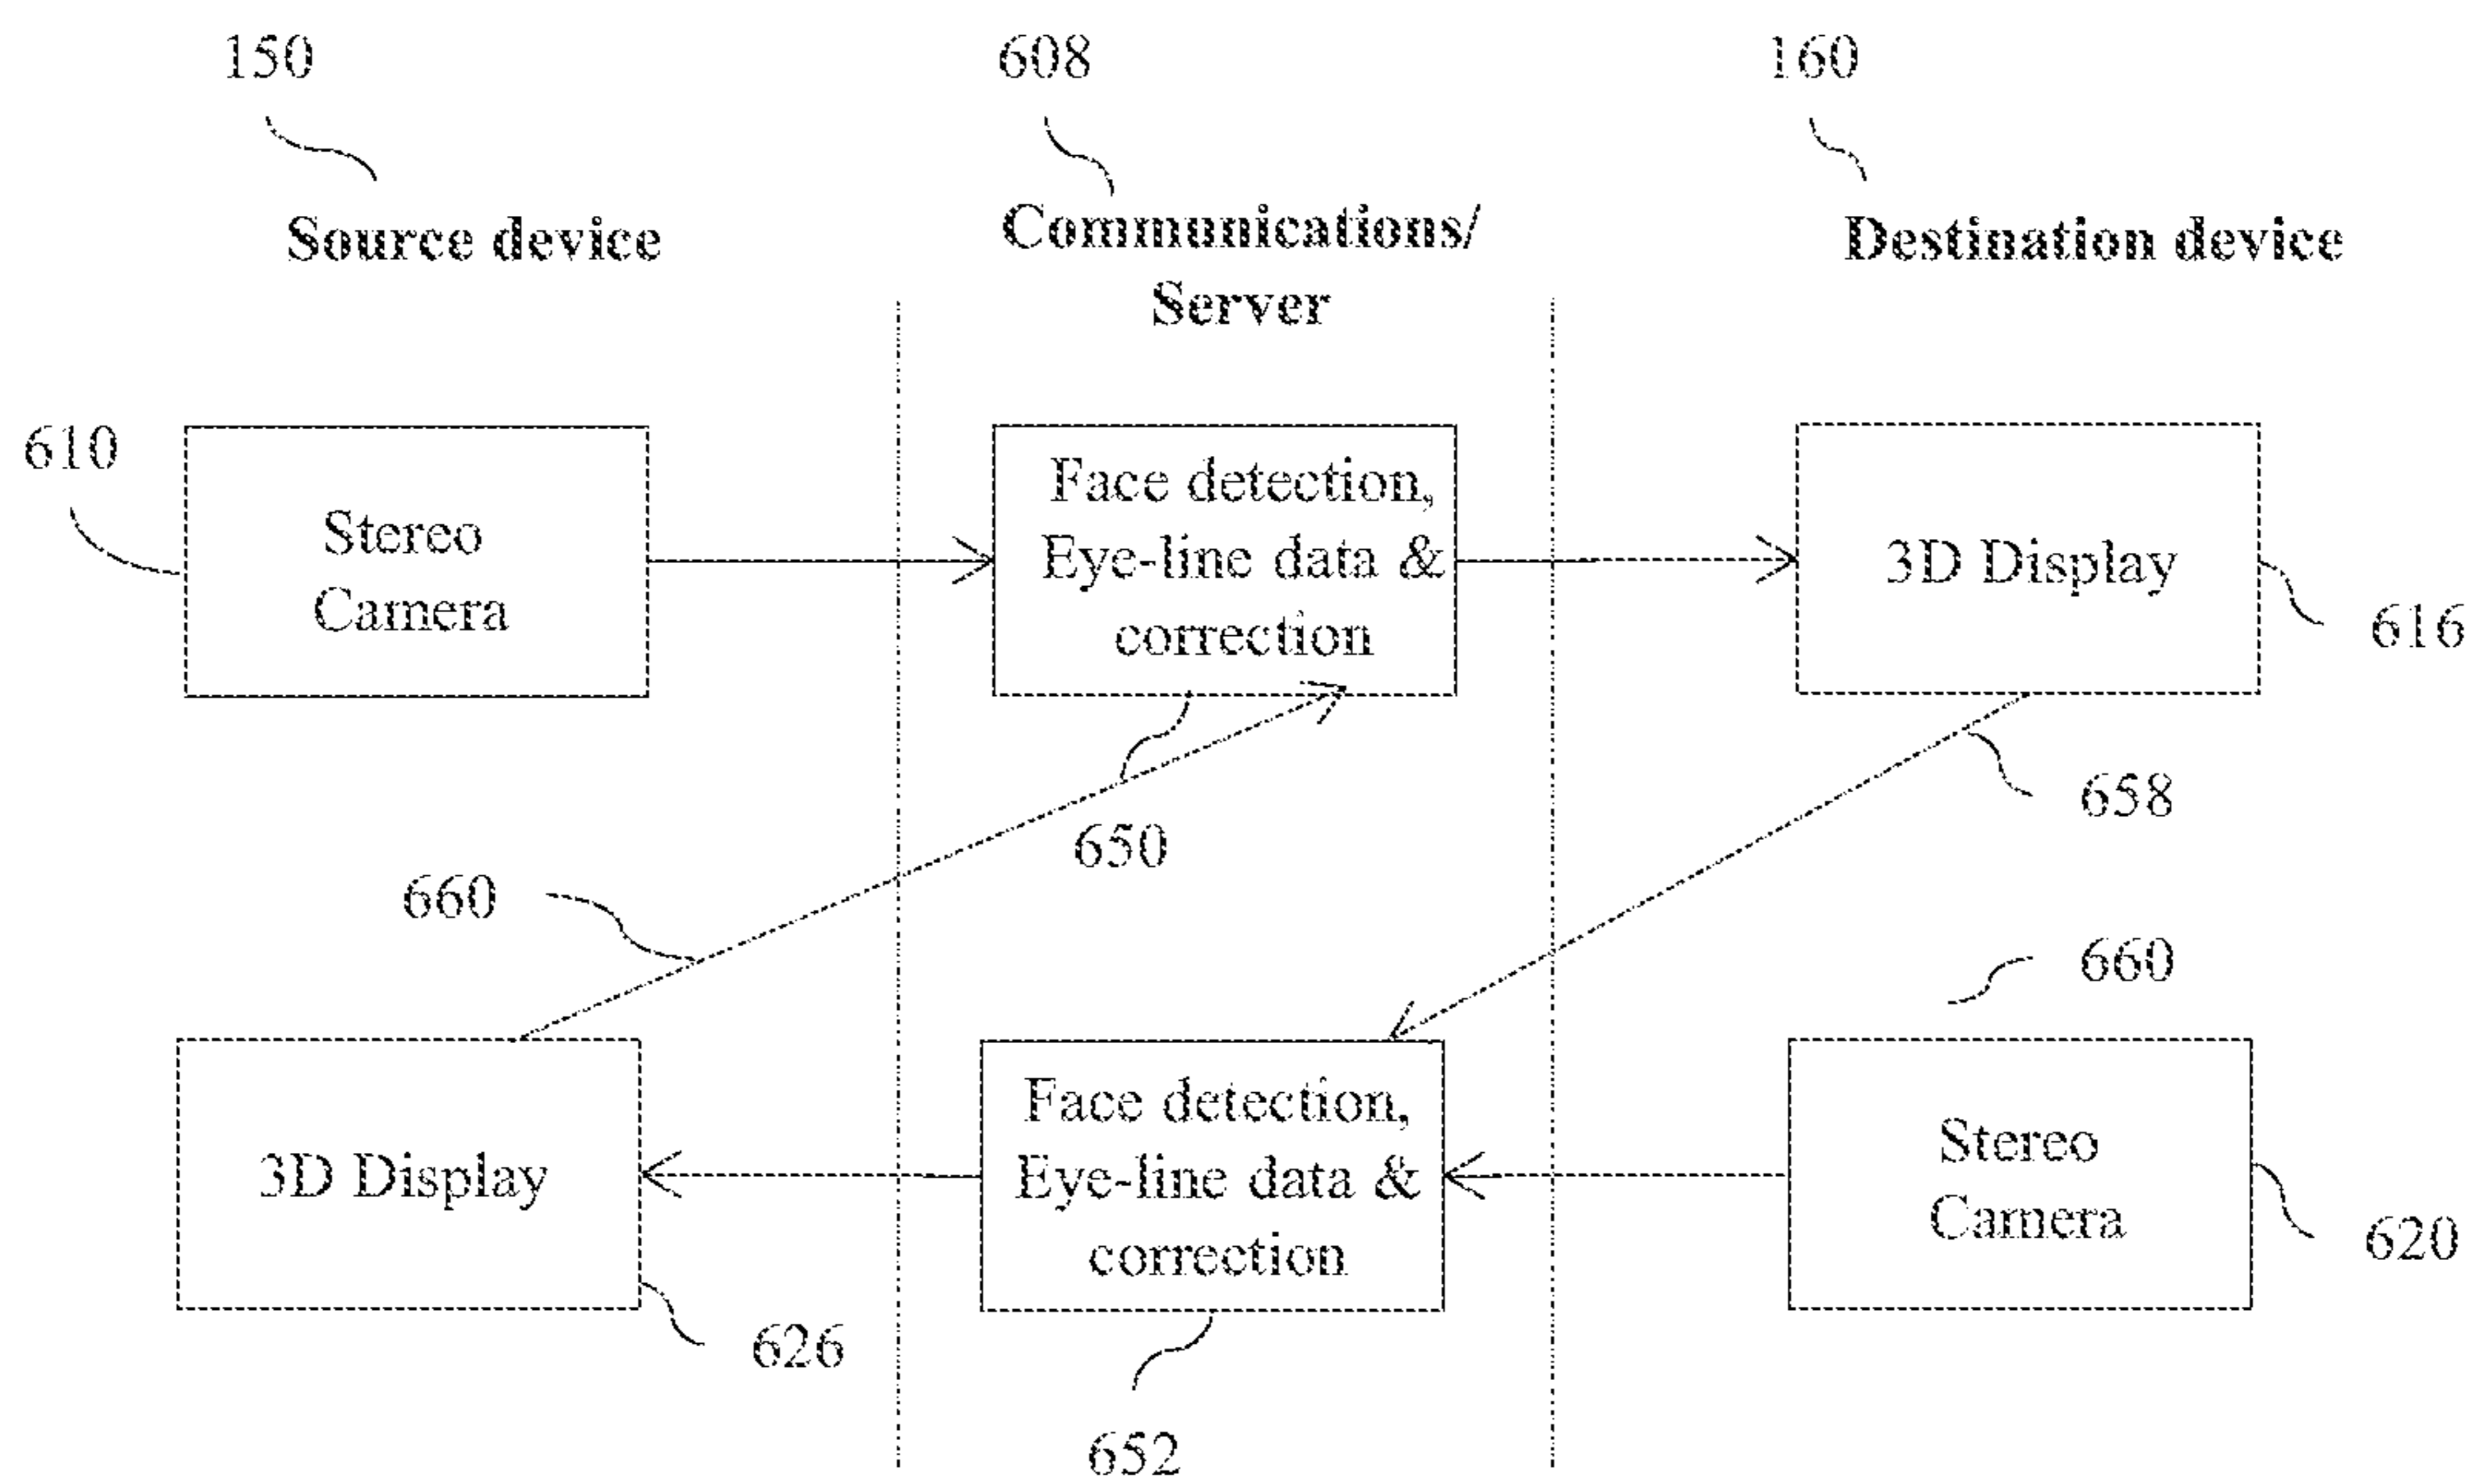 150
608
160
Source device
Communications/
Server
Destination device
610
Stereo
Camera
Face detection,
Eye-line data &
correction
3D Display
616
658
650
660
660
3D Display
626
Face detection,
Eye-line data &
correction
652
Stereo
Camera
620